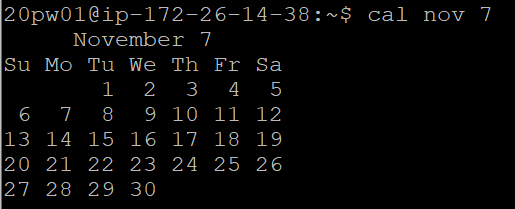 20pw01@ip-172-26-14-38:~$ cal nov 7
November 7
Su Mo Tu We Th Fr Sa
1 2 3 4 5
6 7 8 9 10 11 12
13 14 15 16 17 18 19
20 21 22 23 24 25 26
27 28 29 30